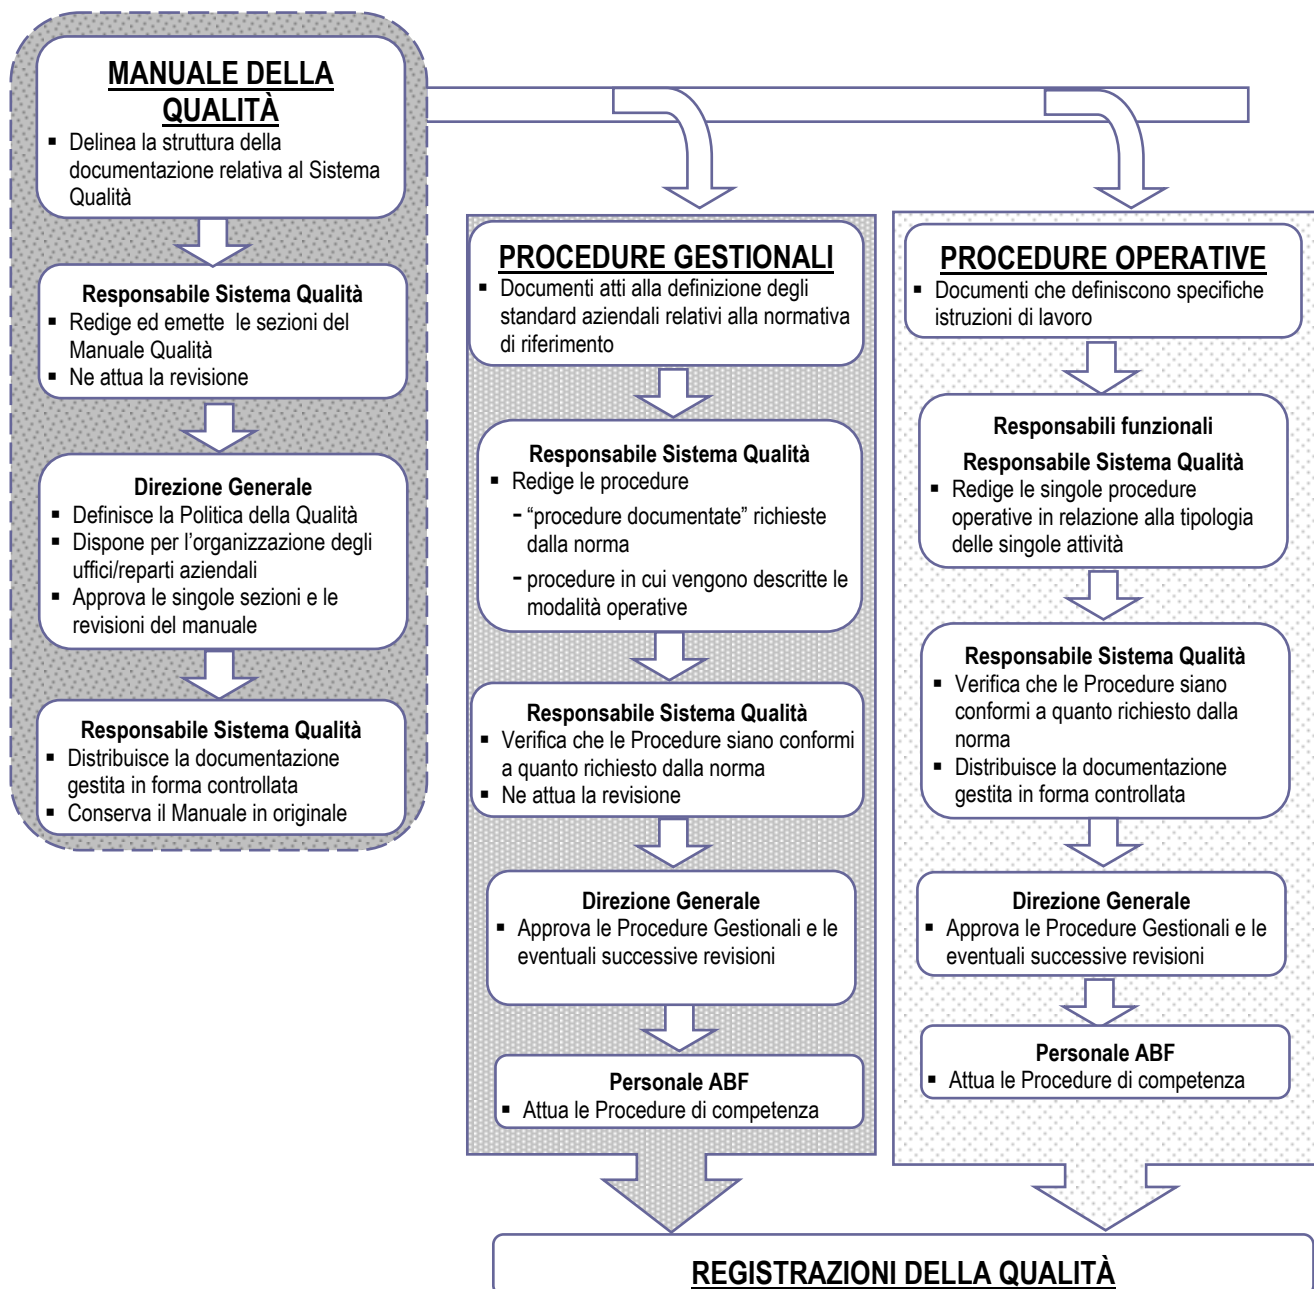 MANUALE DELLA
QUALITÀ
▪ Delinea la struttura della
documentazione relativa al Sistema
Qualità
Responsabile Sistema Qualità
▪ Redige ed emette le sezioni del
Manuale Qualità
▪ Ne attua la revisione
Direzione Generale
▪ Definisce la Politica della Qualità
▪ Dispone per l’organizzazione degli
uffici/reparti aziendali
▪ Approva le singole sezioni e le
revisioni del manuale
Responsabile Sistema Qualità
▪ Distribuisce la documentazione
gestita in forma controllata
▪ Conserva il Manuale in originale
PROCEDURE GESTIONALI
▪ Documenti atti alla definizione degli
standard aziendali relativi alla normativa
di riferimento
Responsabile Sistema Qualità
▪ Redige le procedure
- “procedure documentate” richieste
dalla norma
- procedure in cui vengono descritte le
modalità operative
Responsabile Sistema Qualità
▪ Verifica che le Procedure siano conformi
a quanto richiesto dalla norma
▪ Ne attua la revisione
Direzione Generale
▪ Approva le Procedure Gestionali e le
eventuali successive revisioni
Personale ABF
▪ Attua le Procedure di competenza
PROCEDURE OPERATIVE
▪ Documenti che definiscono specifiche
istruzioni di lavoro
Responsabili funzionali
Responsabile Sistema Qualità
▪ Redige le singole procedure
operative in relazione alla tipologia
delle singole attività
Responsabile Sistema Qualità
▪ Verifica che le Procedure siano
conformi a quanto richiesto dalla
norma
▪ Distribuisce la documentazione
gestita in forma controllata
Direzione Generale
▪ Approva le Procedure Gestionali e le
eventuali successive revisioni
Personale ABF
▪ Attua le Procedure di competenza
REGISTRAZIONI DELLA QUALITÀ